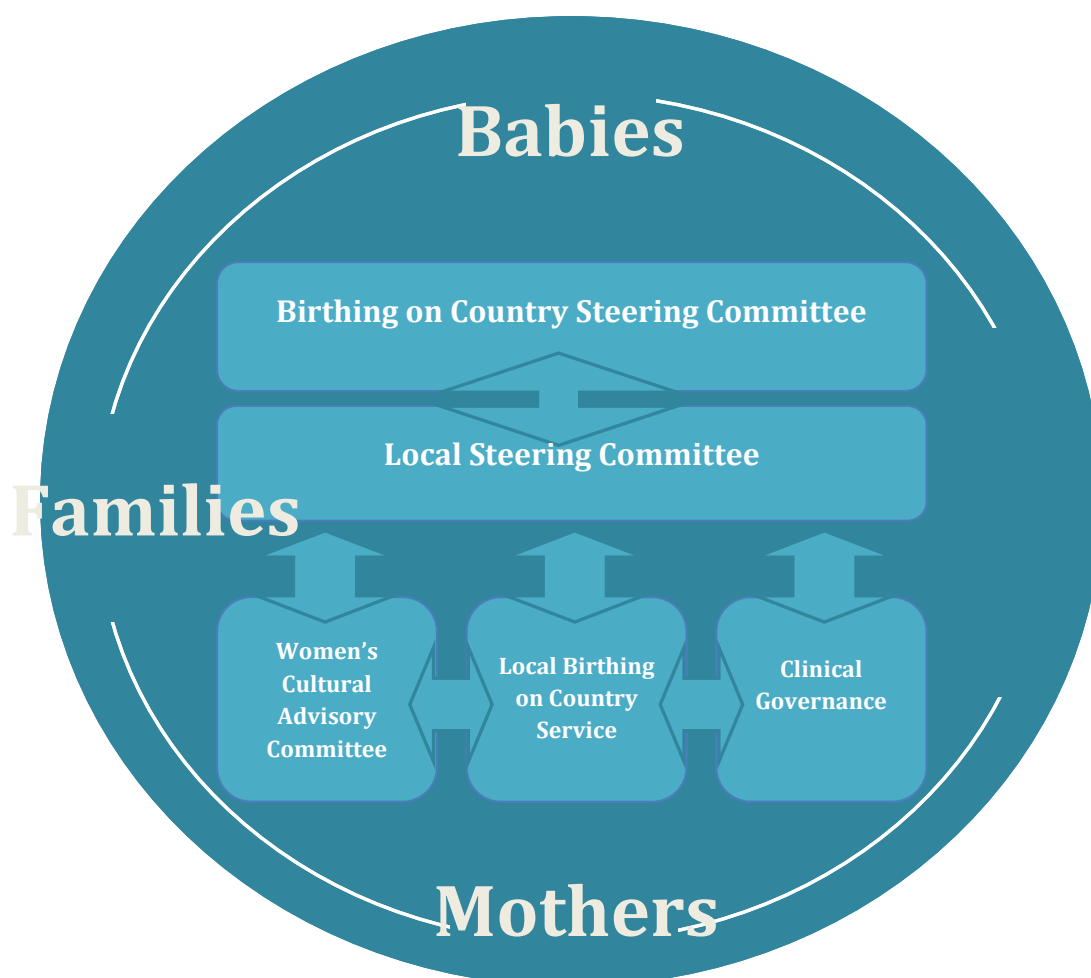 Babies
Birthing on Country Steering Committee
Local Steering Committee
Families
Women’s
Cultural
Advisory
Committee
Local Birthing
on Country
Service
Clinical
Governance
Mothers